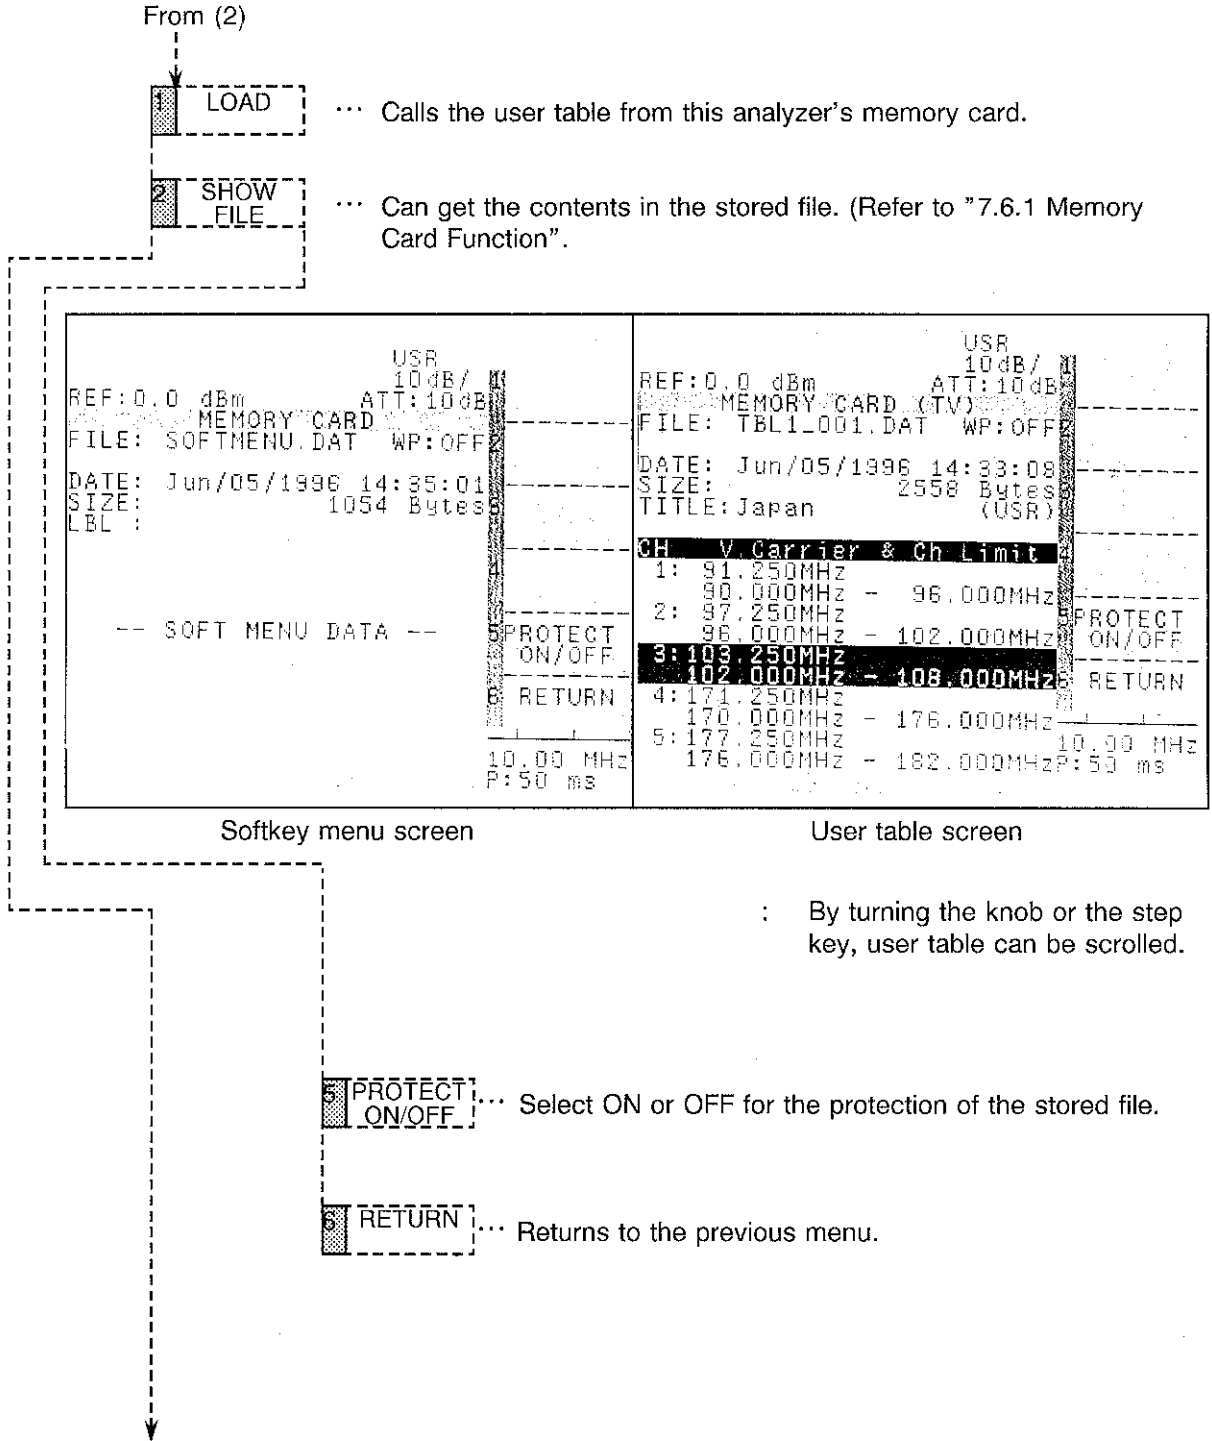 From (2)
1 LOAD ... Calls the user table from this analyzer's memory card.
2 SHOW FILE ... Can get the contents in the stored file. (Refer to "7.6.1 Memory
Card Function".
USR
10dB/ 1
REF:0.0 dBm ATT:10dB
MEMORY CARD
FILE: SOFTMENU.DAT WP:OFF 2
DATE: Jun/05/1996 14:35:01
SIZE: 1054 Bytes 3
LBL :
4
-- SOFT MENU DATA -- 5 PROTECT
ON/OFF
6 RETURN
10.00 MHz
P:50 ms
USR
10dB/ 1
REF:0.0 dBm ATT:10dB
MEMORY CARD (TV)
FILE: TBL1_001.DAT WP:OFF 2
DATE: Jun/05/1996 14:33:09
SIZE: 2558 Bytes 3
TITLE:Japan (USR)
CH V.Carrier & Ch Limit 4
1: 91.250MHz
90.000MHz - 96.000MHz
2: 97.250MHz 5 PROTECT
96.000MHz - 102.000MHz ON/OFF
3:103.250MHz
102.000MHz - 108.000MHz 6 RETURN
4:171.250MHz
170.000MHz - 176.000MHz
5:177.250MHz 10.00 MHz
176.000MHz - 182.000MHz P:50 ms
Softkey menu screen
User table screen
: By turning the knob or the step
key, user table can be scrolled.
5 PROTECT ON/OFF ... Select ON or OFF for the protection of the stored file.
6 RETURN ... Returns to the previous menu.